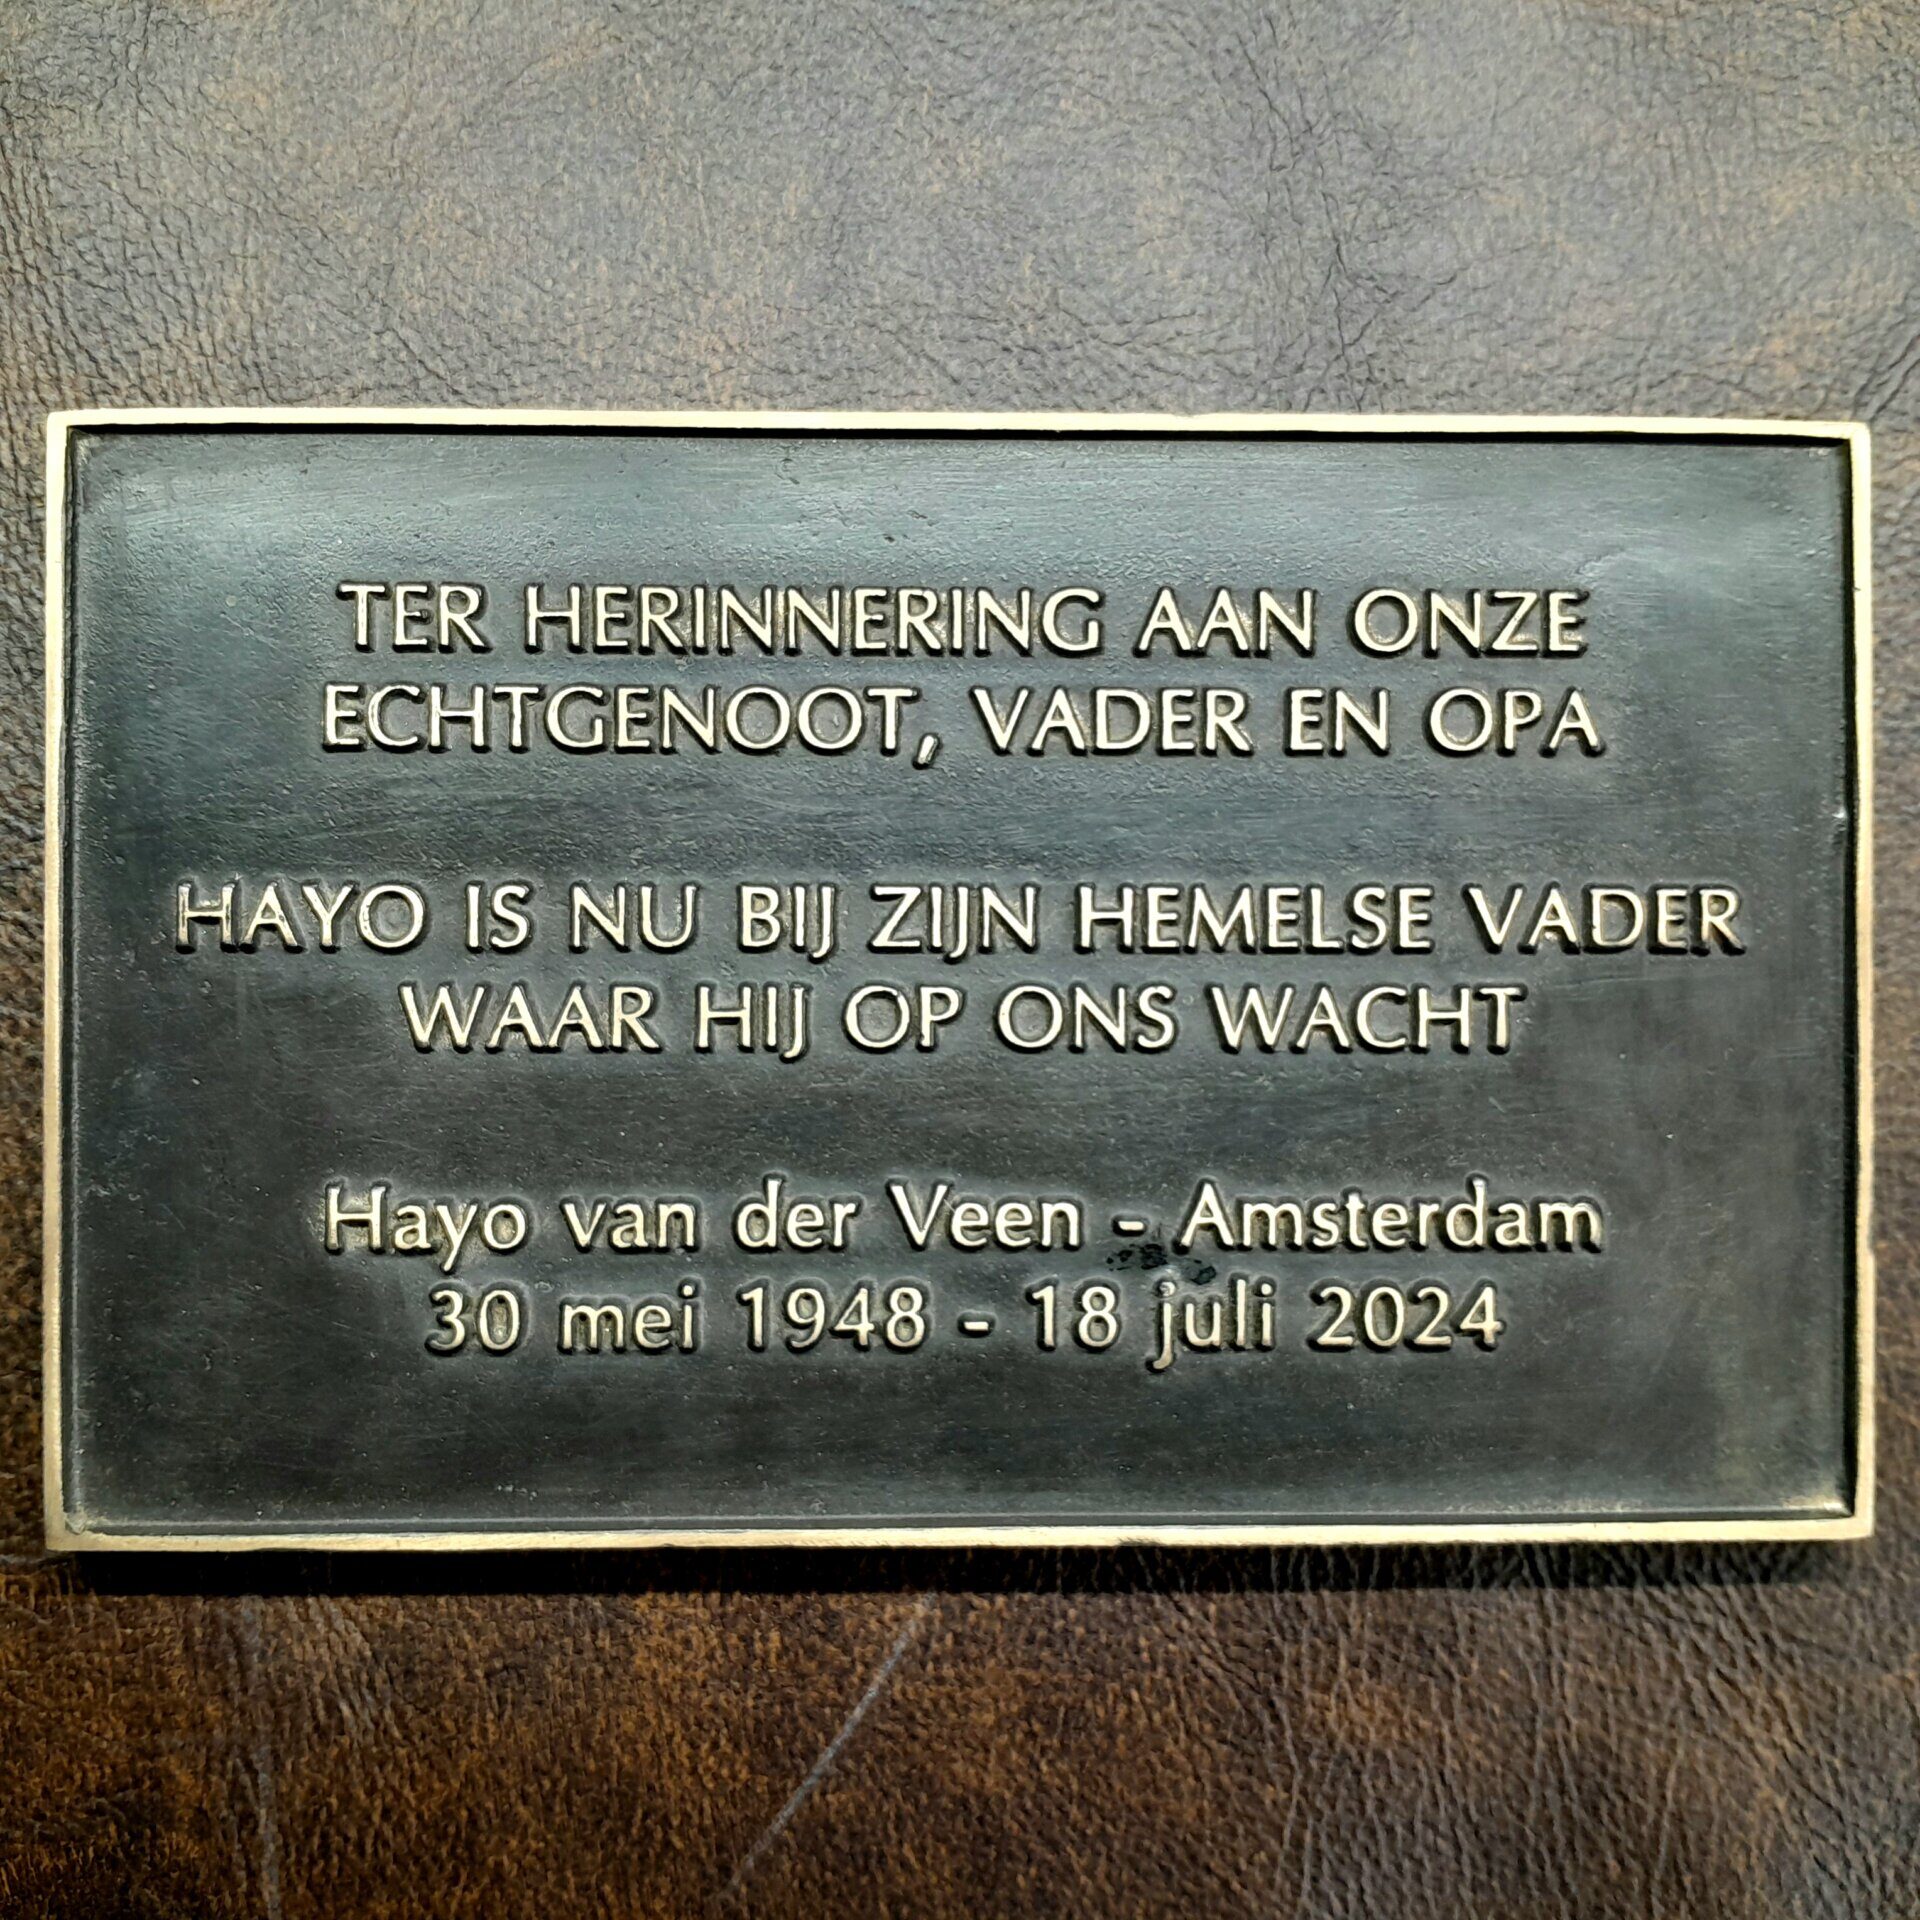 TER HERINNERING AAN ONZE
ECHTGENOOT, VADER EN OPA
HAYO IS NU BIJ ZIJN HEMELSE VADER
WAAR HIJ OP ONS WACHT
Hayo van der Veen - Amsterdam
30 mei 1948 - 18 juli 2024